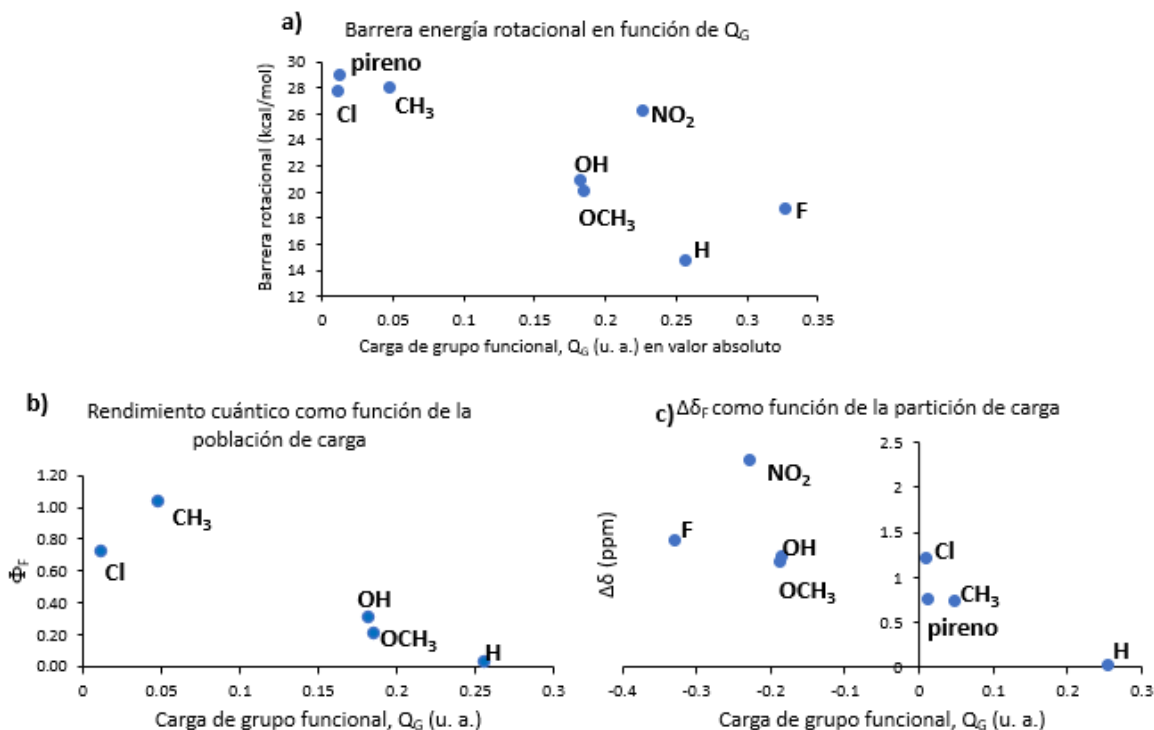 a)
Barrera energía rotacional en función de Q_G
Barrera rotacional (kcal/mol)
30
28
26
24
22
20
18
16
14
12
pireno
Cl
CH₃
NO₂
OH
OCH₃
F
H
0 0.05 0.1 0.15 0.2 0.25 0.3 0.35
Carga de grupo funcional, Q_G (u. a.) en valor absoluto
b)
Rendimiento cuántico como función de la
población de carga
Φ_F
1.20
1.00
0.80
0.60
0.40
0.20
0.00
CH₃
Cl
OH
OCH₃
H
0 0.05 0.1 0.15 0.2 0.25 0.3
Carga de grupo funcional, Q_G (u. a.)
c) Δδ_F como función de la partición de carga
Δδ (ppm)
2.5
2
1.5
1
0.5
0
NO₂
F
OH
OCH₃
Cl
CH₃
pireno
H
-0.4 -0.3 -0.2 -0.1 0 0.1 0.2 0.3
Carga de grupo funcional, Q_G (u. a.)